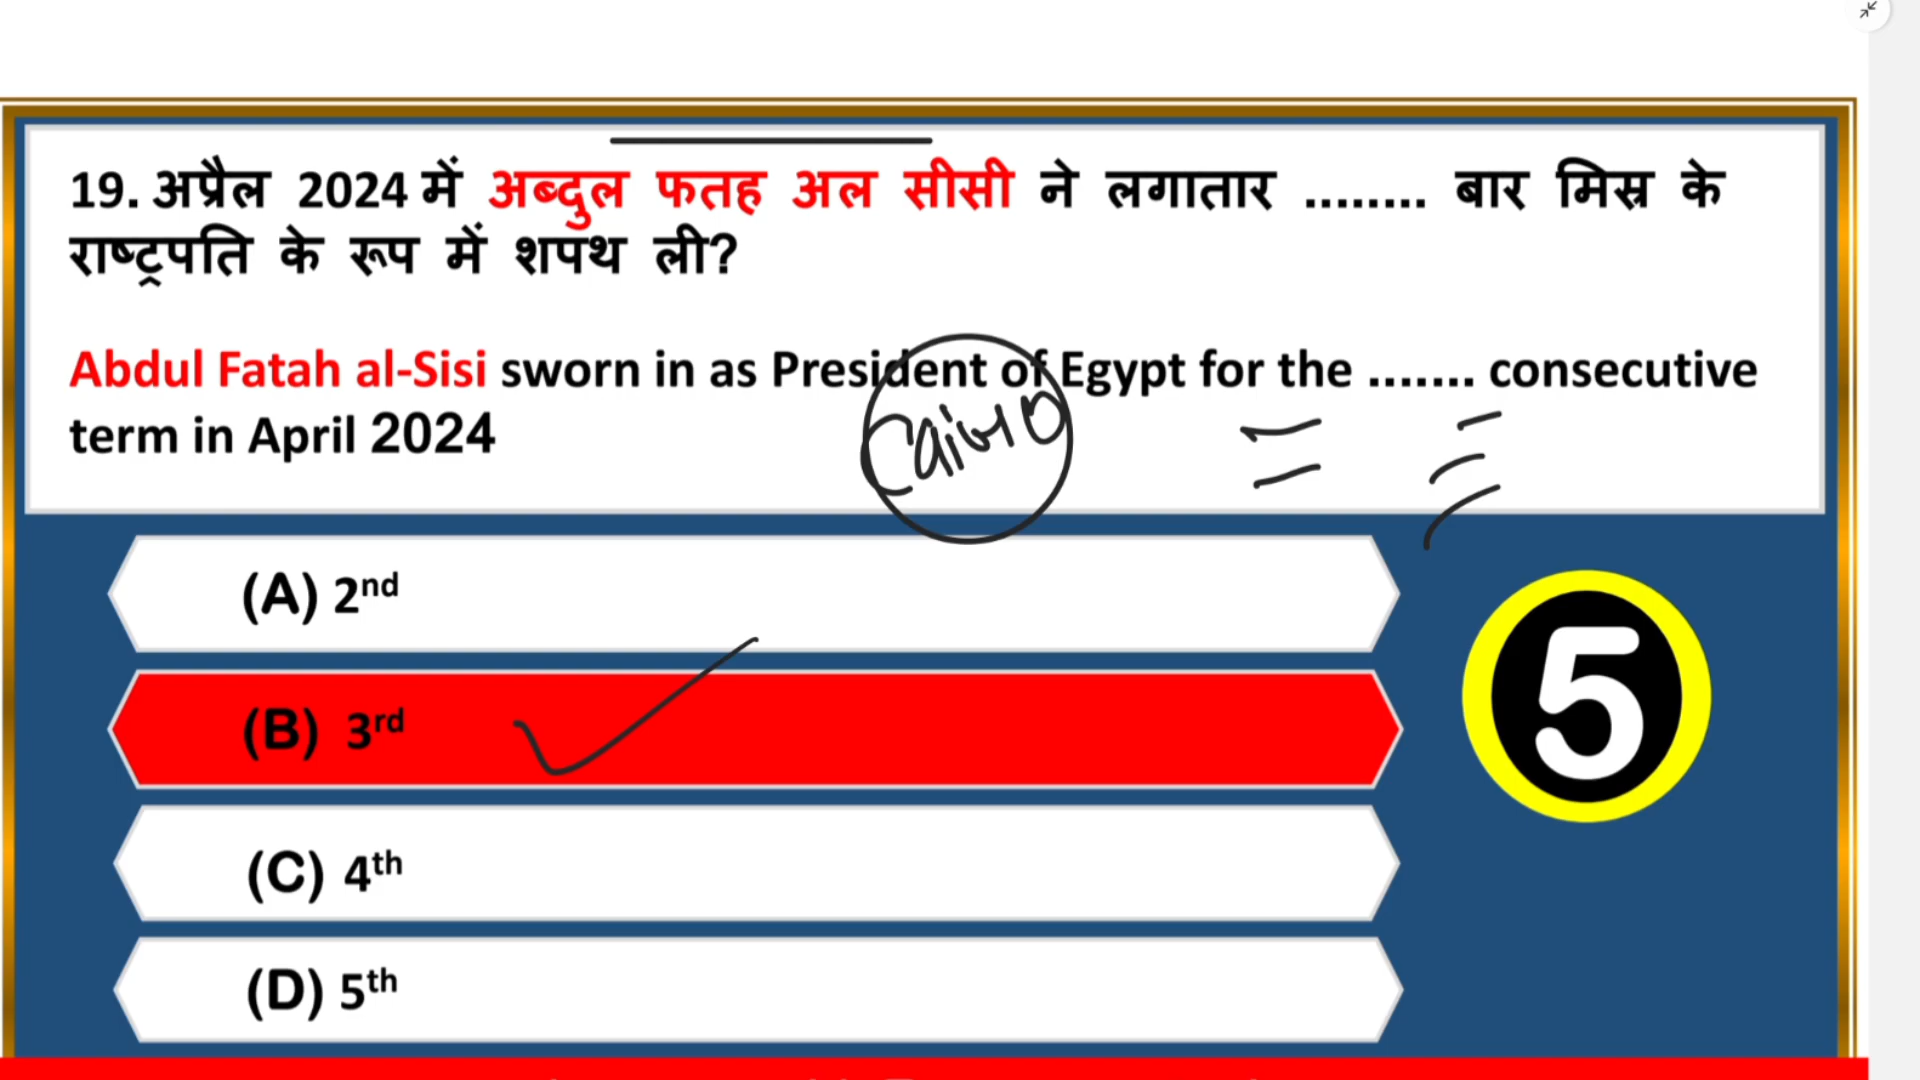 19. अप्रैल 2024 में अब्दुल फतह अल सीसी ने लगातार ........ बार मिस्र के
राष्ट्रपति के रूप में शपथ ली?
Abdul Fatah al-Sisi sworn in as President of Egypt for the ....... consecutive
term in April 2024
Cairo
(A) 2nd
(B) 3rd
5
(C) 4th
(D) 5th